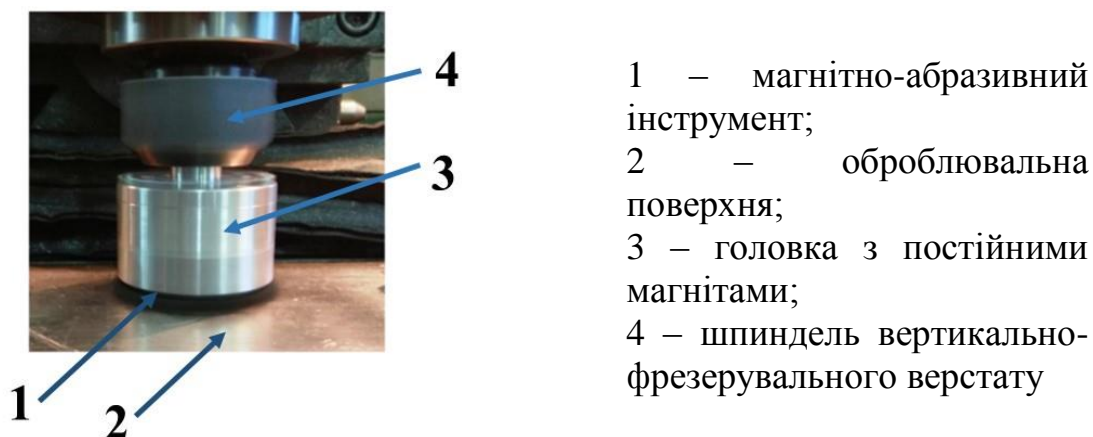 4
3
1
2
1 – магнітно-абразивний
інструмент;
2 – оброблювальна
поверхня;
3 – головка з постійними
магнітами;
4 – шпиндель вертикально-
фрезерувального верстату